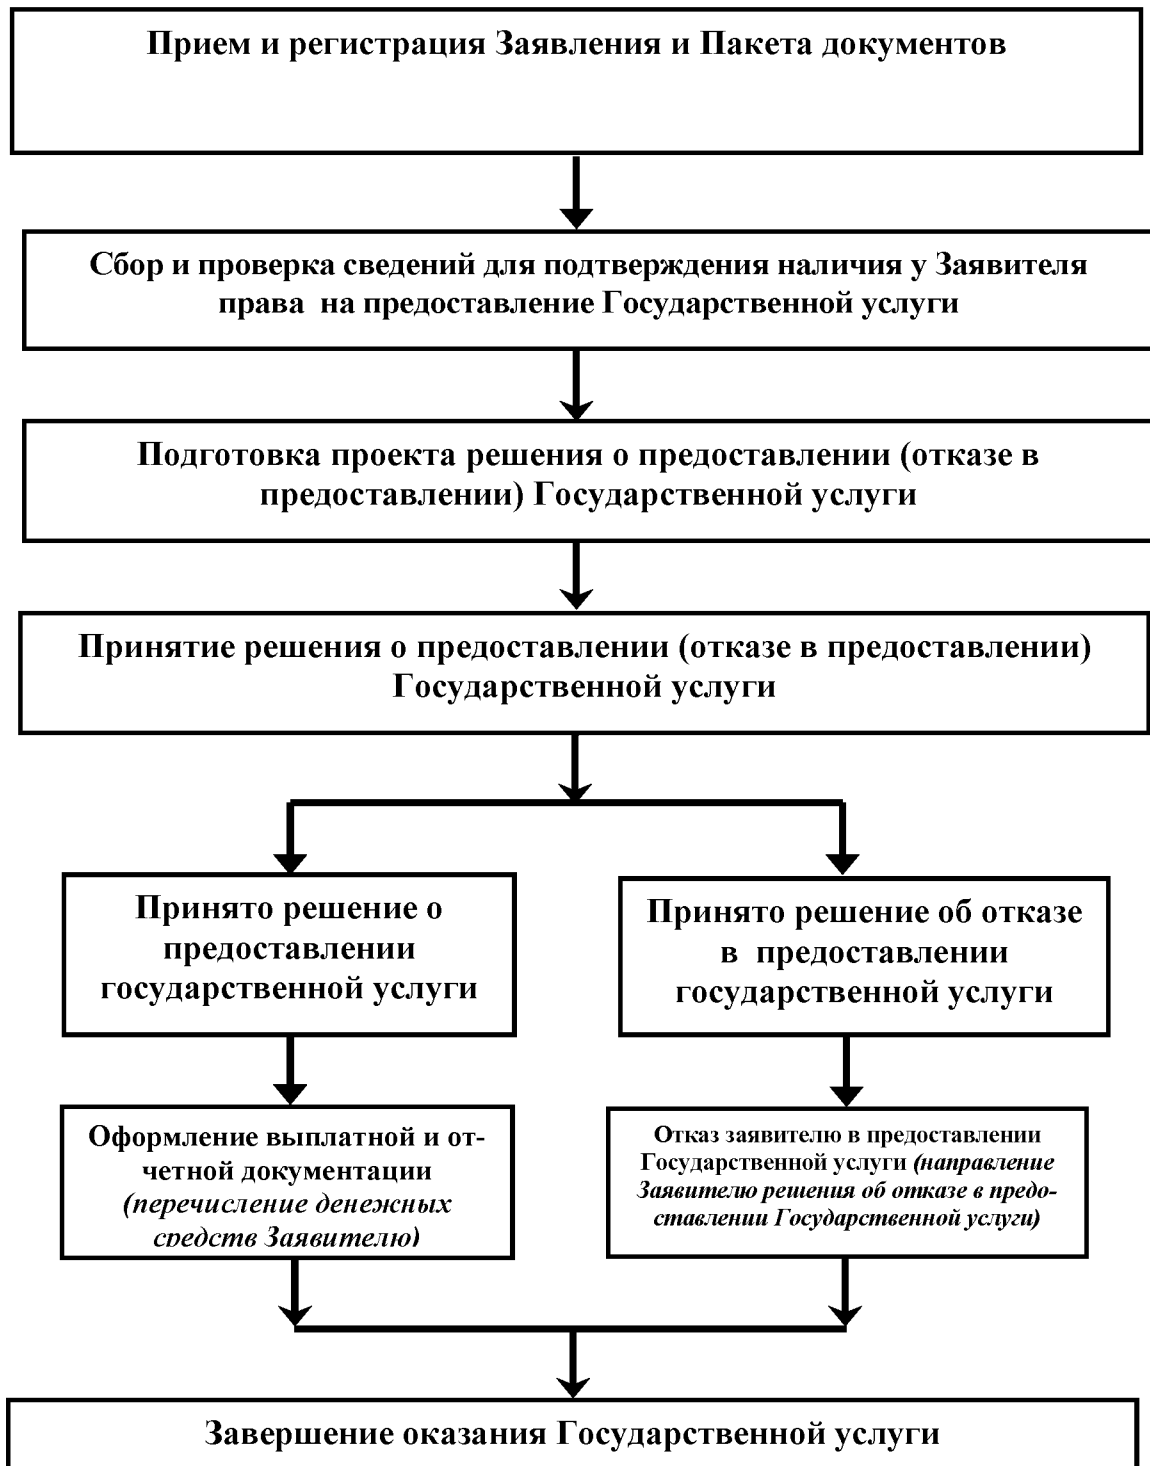 Прием и регистрация Заявления и Пакета документов
Сбор и проверка сведений для подтверждения наличия у Заявителя
права на предоставление Государственной услуги
Подготовка проекта решения о предоставлении (отказе в
предоставлении) Государственной услуги
Принятие решения о предоставлении (отказе в предоставлении)
Государственной услуги
Принято решение о
предоставлении
государственной услуги
Принято решение об отказе
в предоставлении
государственной услуги
Оформление выплатной и от-
четной документации
(перечисление денежных
средств Заявителю)
Отказ заявителю в предоставлении
Государственной услуги (направление
Заявителю решения об отказе в предо-
ставлении Государственной услуги)
Завершение оказания Государственной услуги